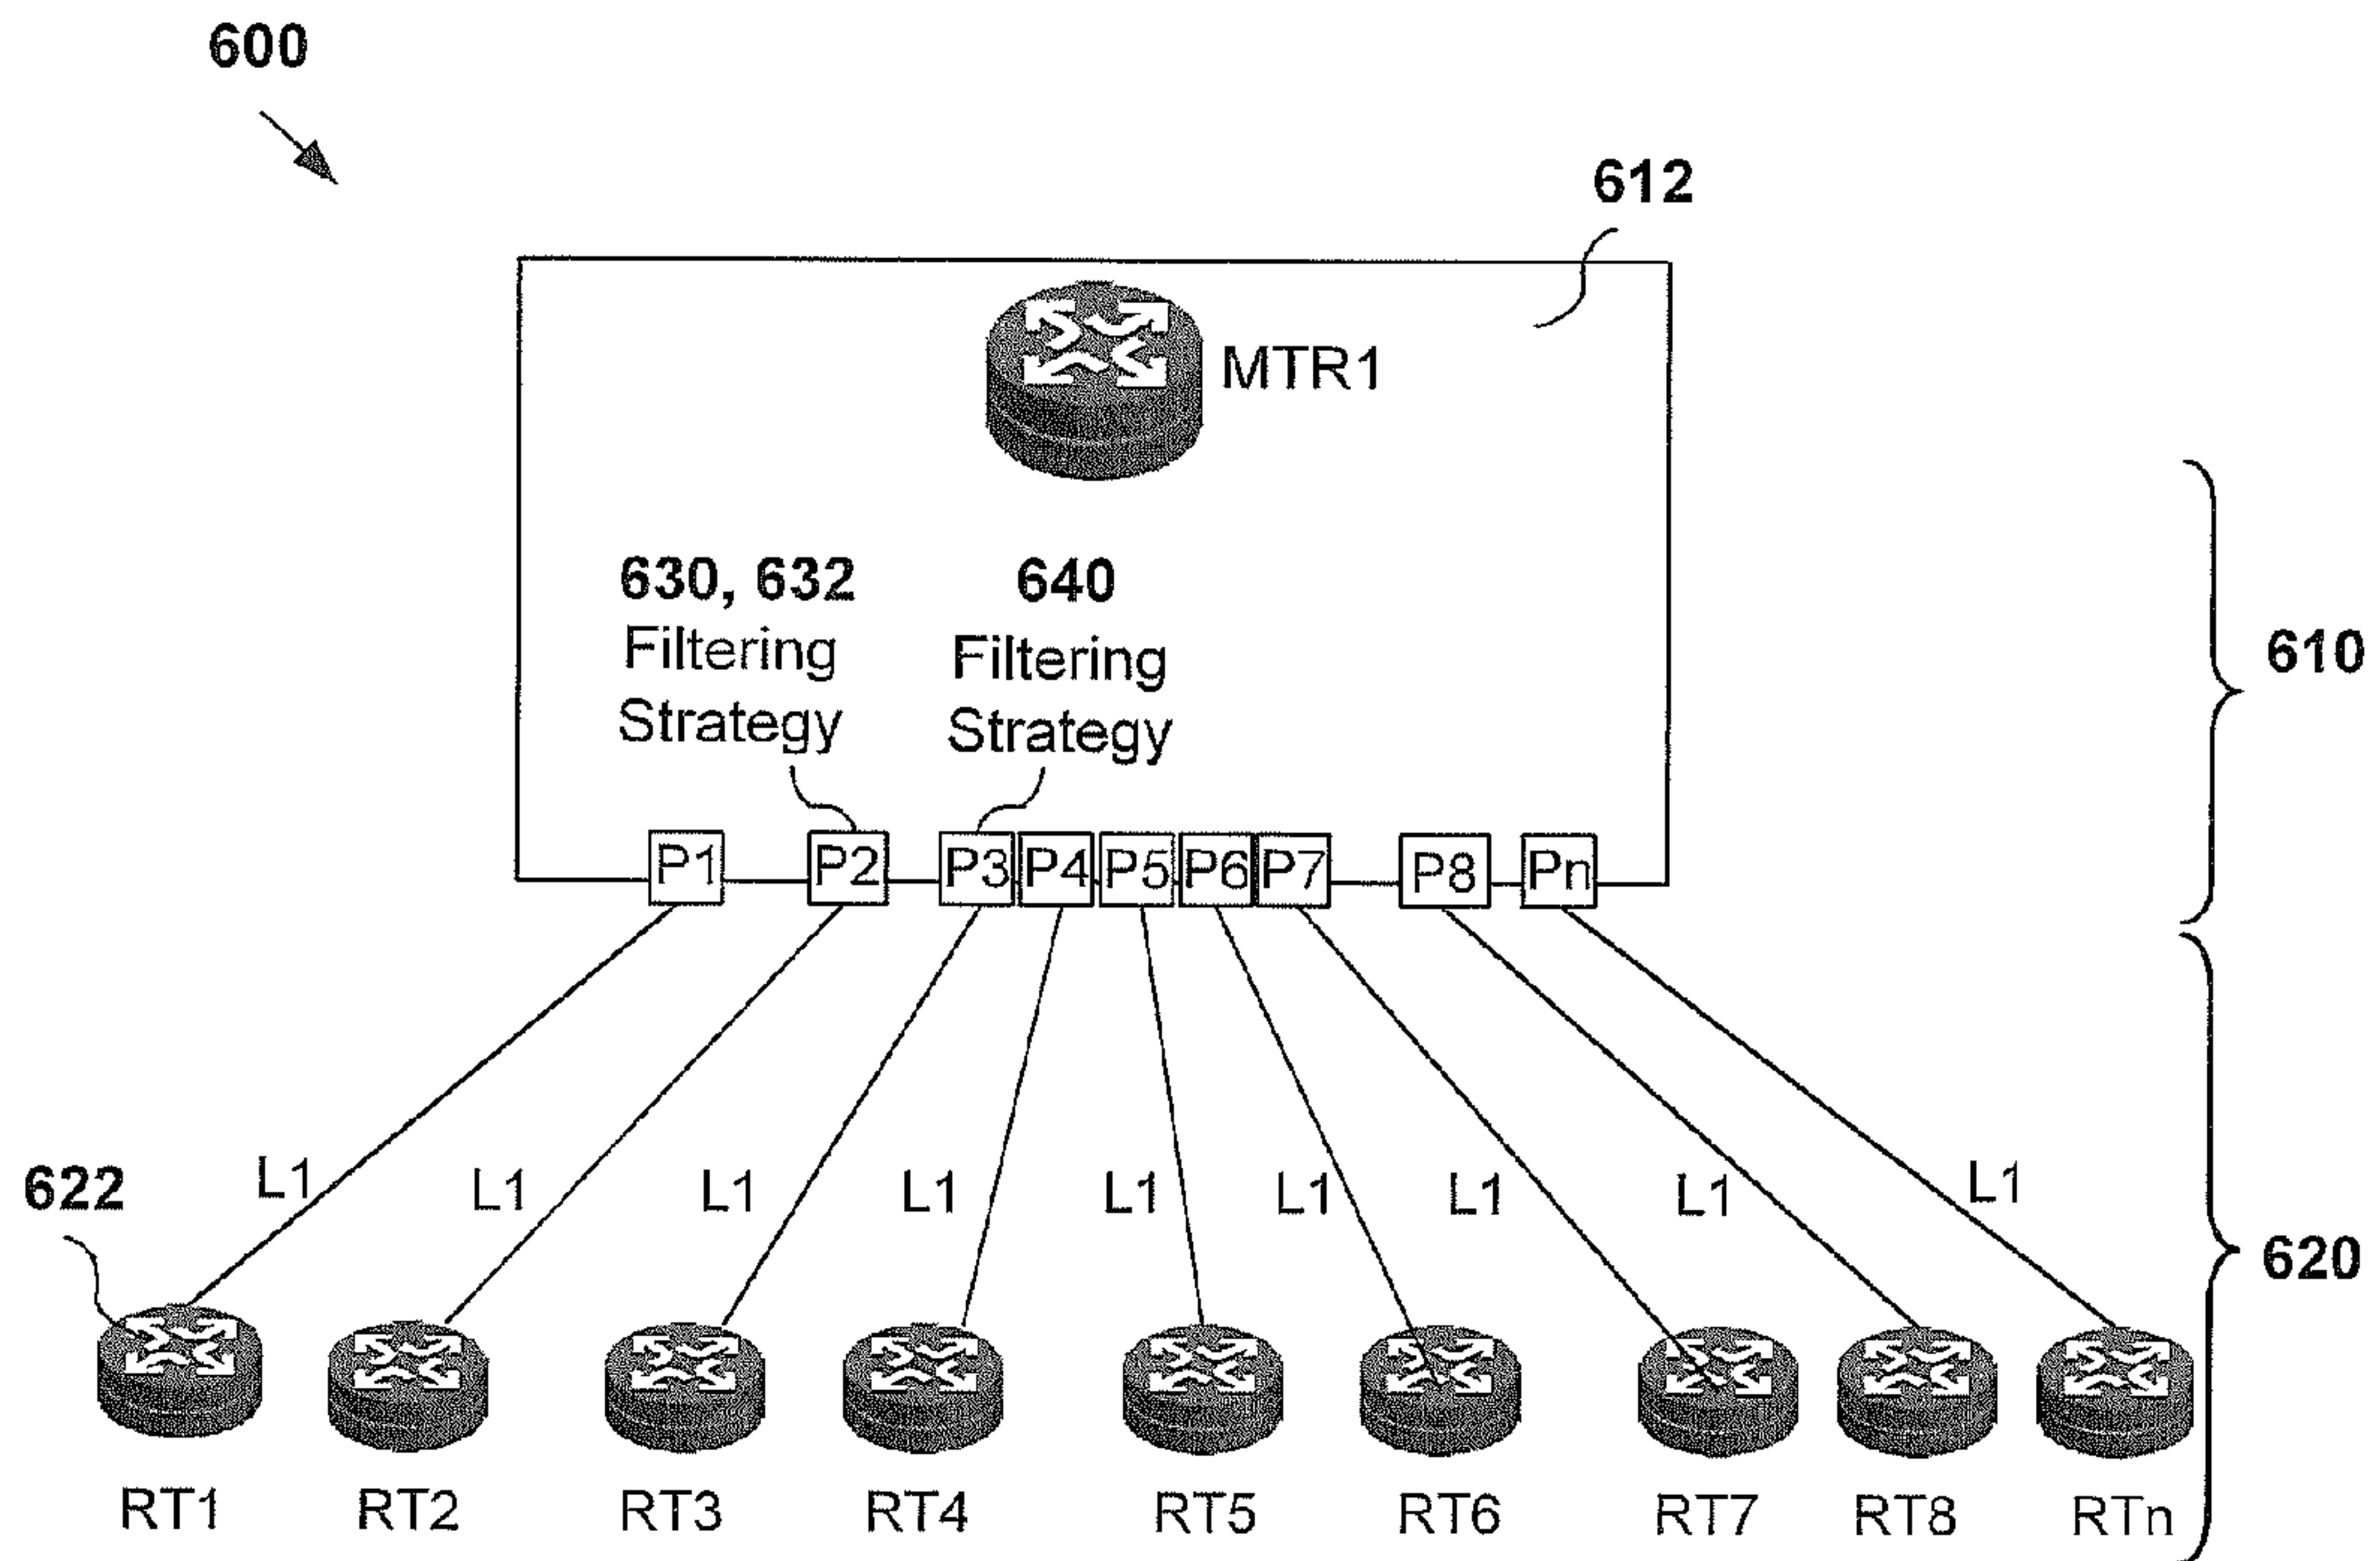 600
612
MTR1
630, 632
Filtering
Strategy
640
Filtering
Strategy
610
P1
P2
P3
P4
P5
P6
P7
P8
Pn
622
L1
L1
L1
L1
L1
L1
L1
L1
L1
620
RT1
RT2
RT3
RT4
RT5
RT6
RT7
RT8
RTn